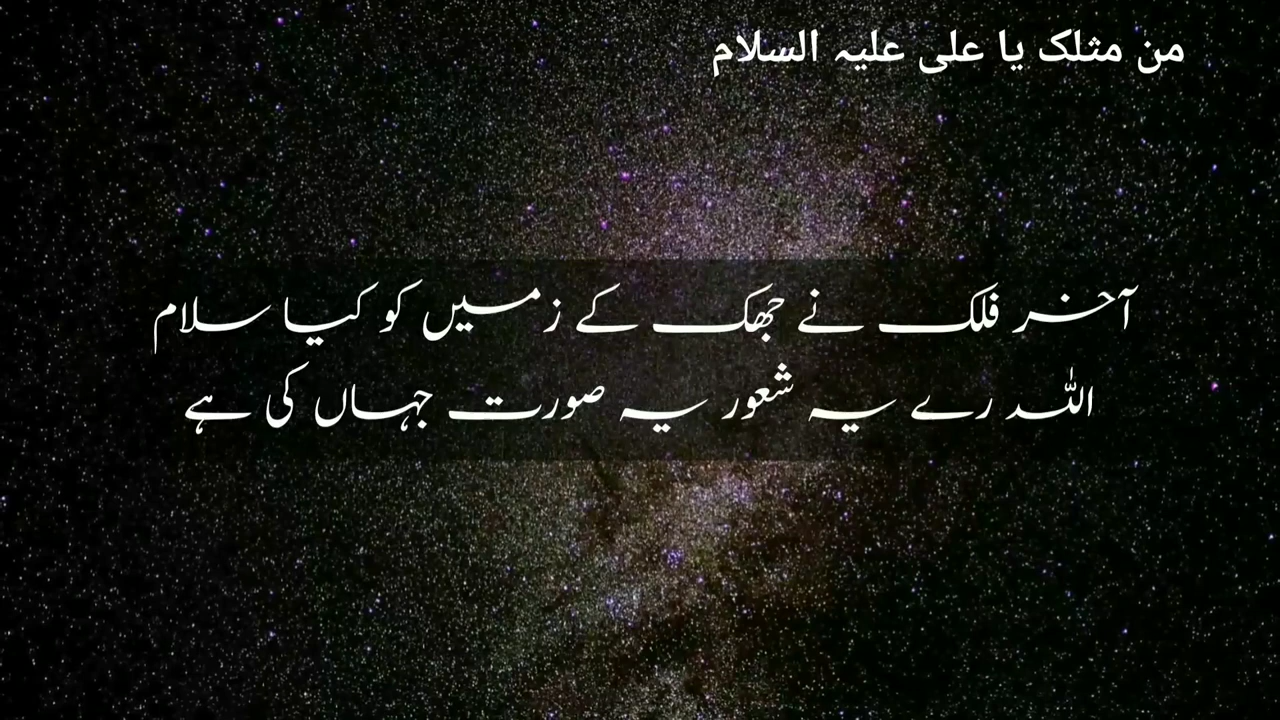 من مثلک یا علی علیہ السلام
آخر فلک نے جھک کے زمیں کو کیا سلام
اللہ رے یہ شعور یہ صورت جہاں کی ہے